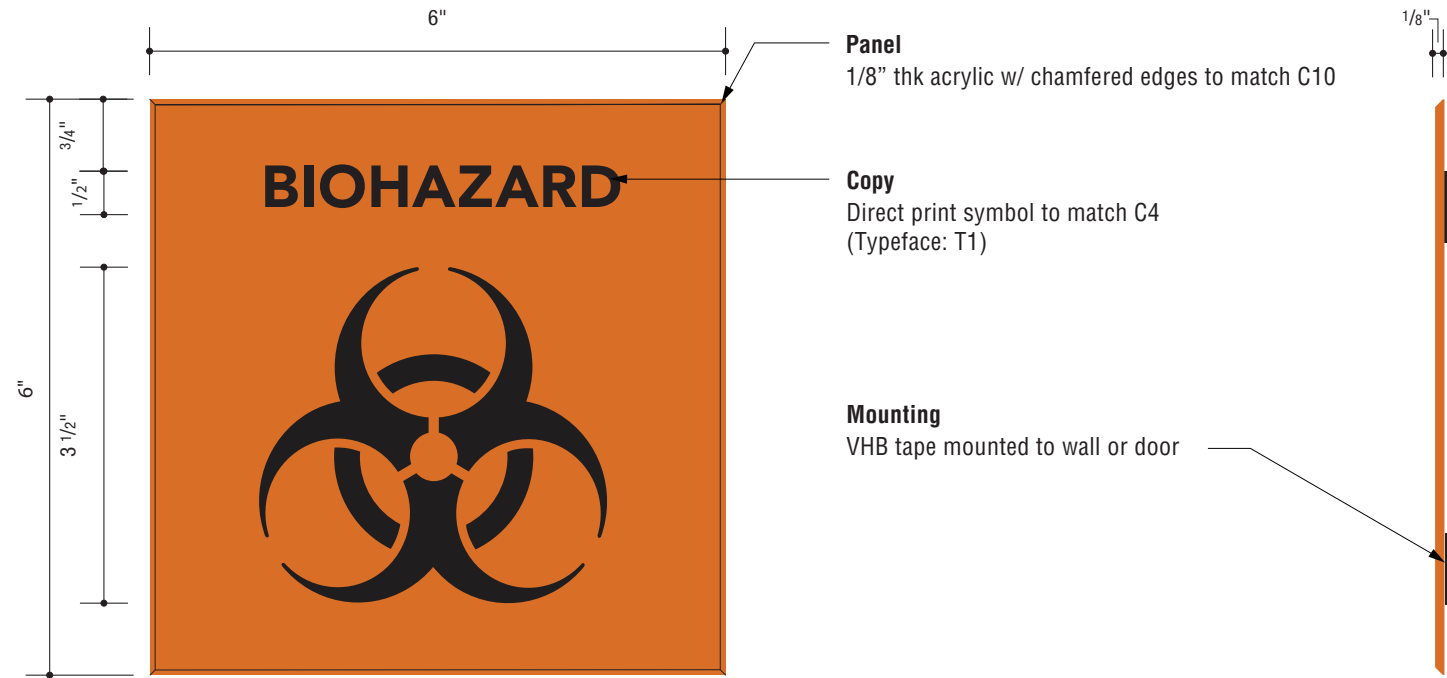 6"
1/8"
Panel
1/8” thk acrylic w/ chamfered edges to match C10
3/4"
1/2"
BIOHAZARD
Copy
Direct print symbol to match C4
(Typeface: T1)
6"
3 1/2"
Mounting
VHB tape mounted to wall or door